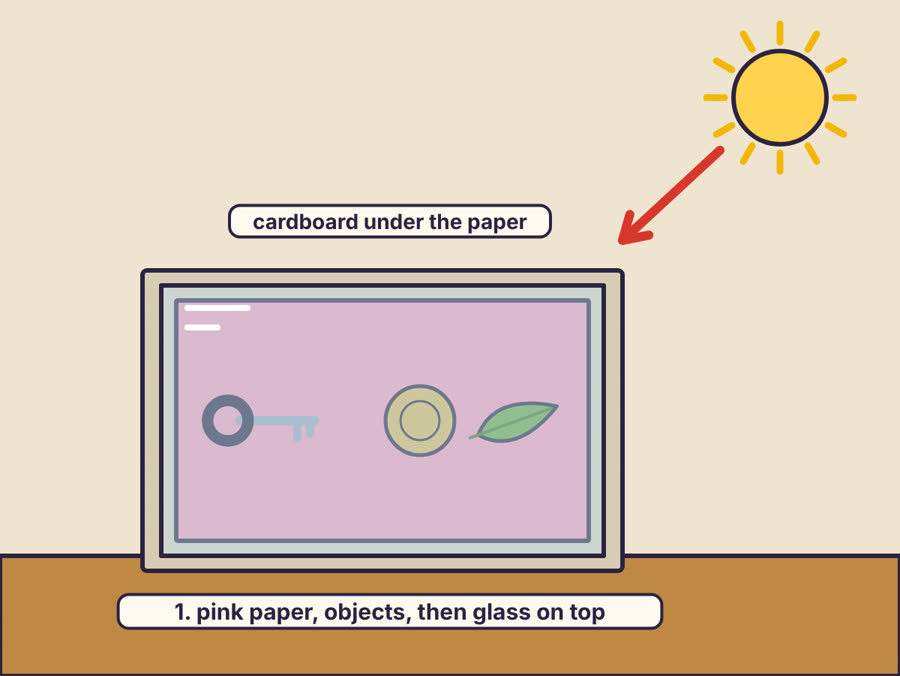 cardboard under the paper
1. pink paper, objects, then glass on top